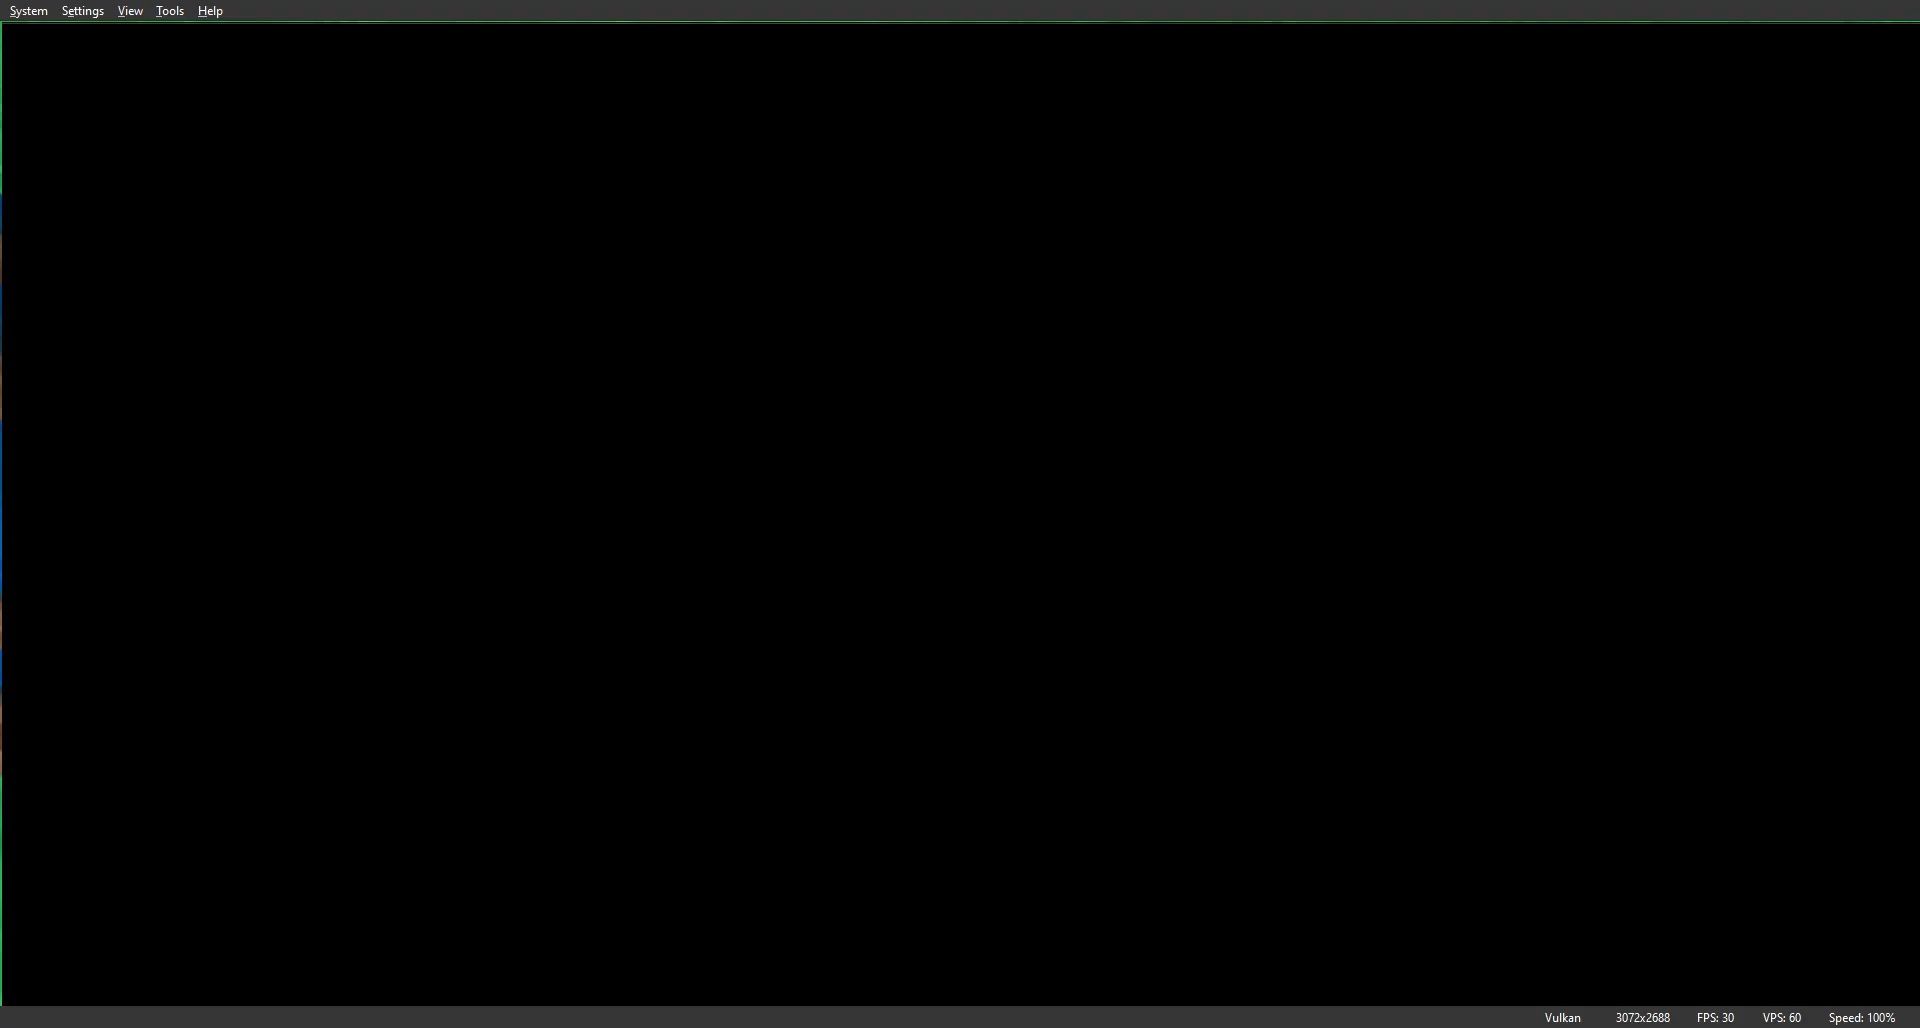 System Settings View Tools Help
Vulkan 3072x2688 FPS: 30 VPS: 60 Speed: 100%